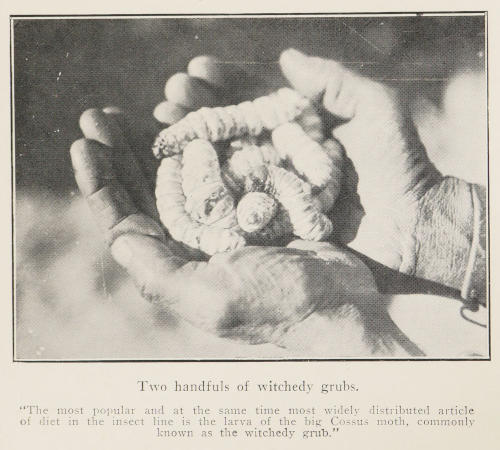 Two handfuls of witchedy grubs.
"The most popular and at the same time most widely distributed article
of diet in the insect line is the larva of the big Cossus moth, commonly
known as the witchedy grub."